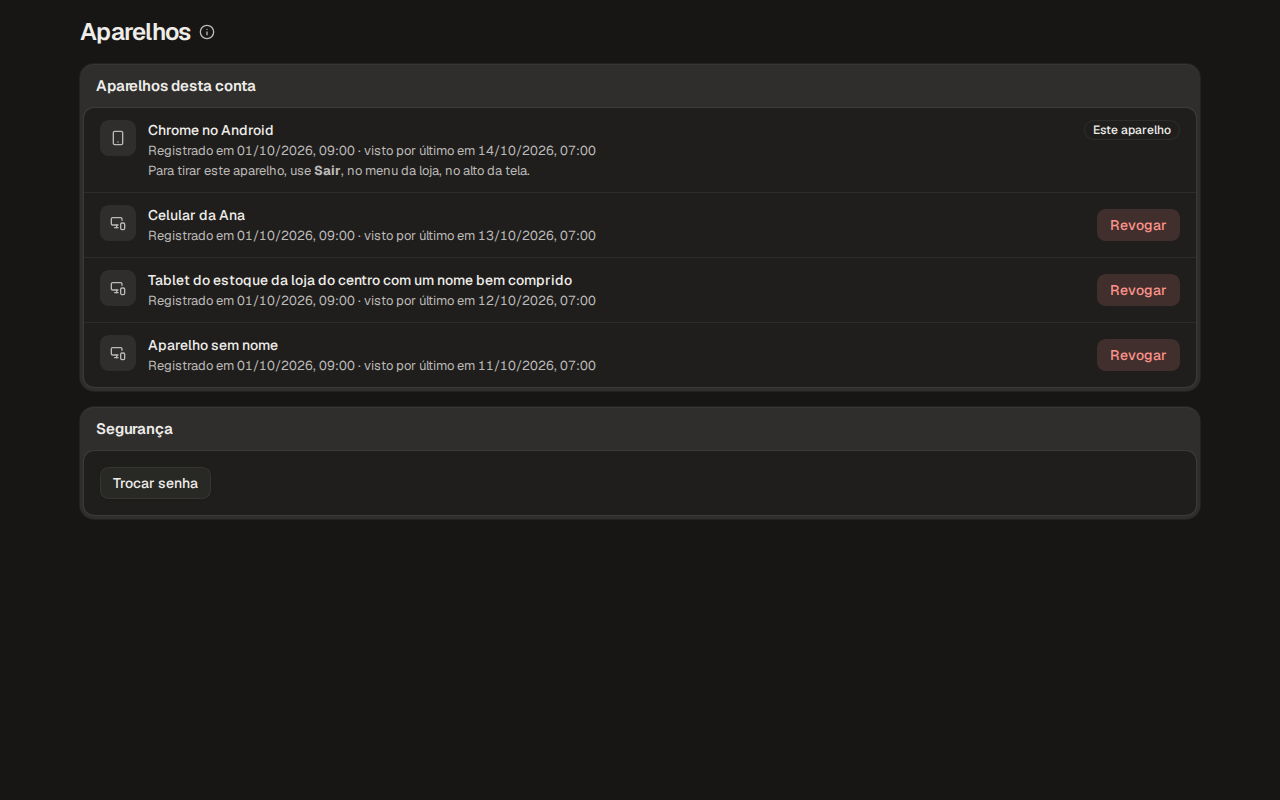 Aparelhos
Aparelhos desta conta
Chrome no Android
Este aparelho
Registrado em 01/10/2026, 09:00 · visto por último em 14/10/2026, 07:00
Para tirar este aparelho, use Sair, no menu da loja, no alto da tela.
Celular da Ana
Registrado em 01/10/2026, 09:00 · visto por último em 13/10/2026, 07:00
Revogar
Tablet do estoque da loja do centro com um nome bem comprido
Registrado em 01/10/2026, 09:00 · visto por último em 12/10/2026, 07:00
Revogar
Aparelho sem nome
Registrado em 01/10/2026, 09:00 · visto por último em 11/10/2026, 07:00
Revogar
Segurança
Trocar senha